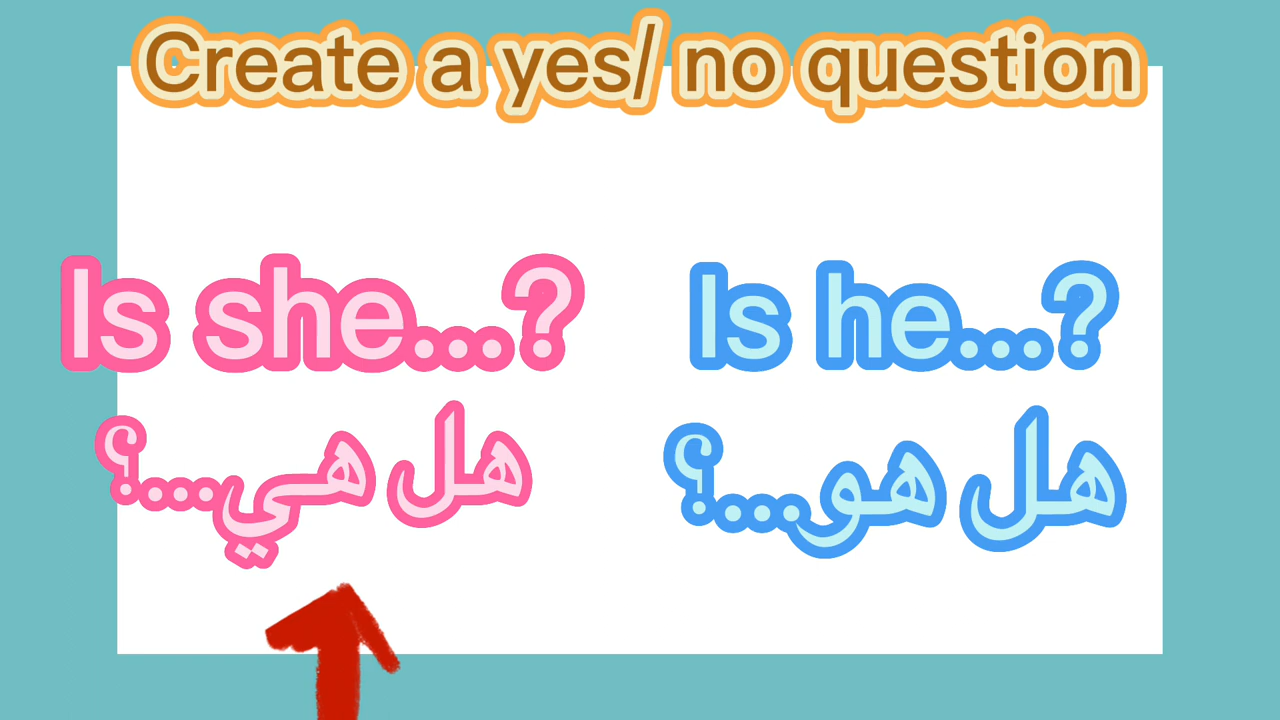 Create a yes/ no question
Is she...?
هل هي...؟
Is he...?
هل هو...؟